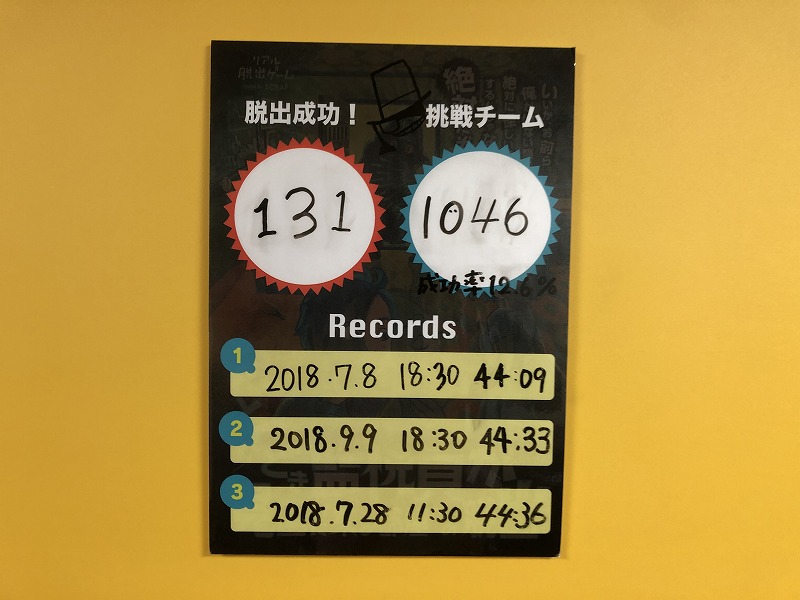 リアル
脱出ゲーム
脱出成功！
挑戦チーム
131
1046
成功率12.6%
Records
1 2018.7.8 18:30 44:09
2 2018.9.9 18:30 44:33
3 2018.7.28 11:30 44:36